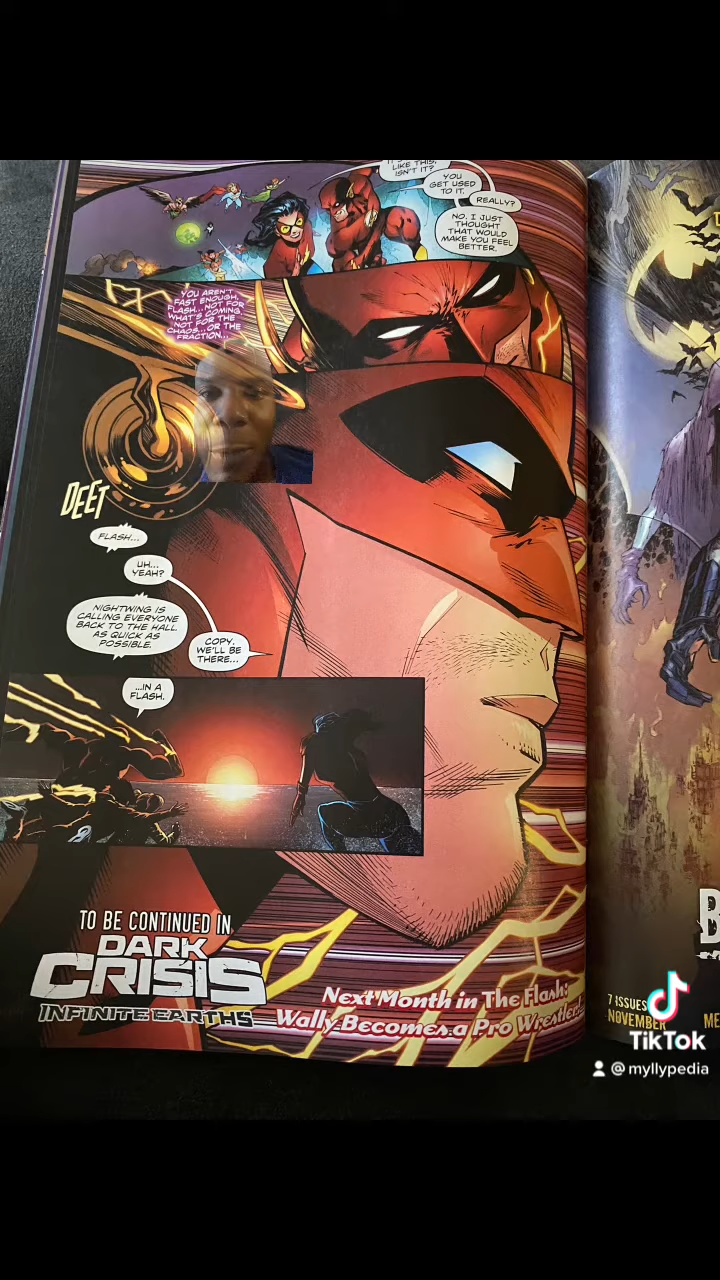 LIKE THIS,
ISN'T IT?
YOU
GET USED
TO IT.
REALLY?
NO. I JUST
THOUGHT
THAT WOULD
MAKE YOU FEEL
BETTER.
YOU AREN'T
FAST ENOUGH,
FLASH... NOT FOR
WHAT'S COMING.
NOT FOR THE
CHAOS... OR THE
FRACTION...
DEET
FLASH...
UH...
YEAH?
NIGHTWING IS
CALLING EVERYONE
BACK TO THE HALL.
AS QUICK AS
POSSIBLE.
COPY.
WE'LL BE
THERE...
...IN A
FLASH.
TO BE CONTINUED IN
DARK
CRISIS
INFINITE EARTHS
Next Month in The Flash:
Wally Becomes a Pro Wrestler!
7 ISSUES
NOVEMBER
TikTok
@myllypedia